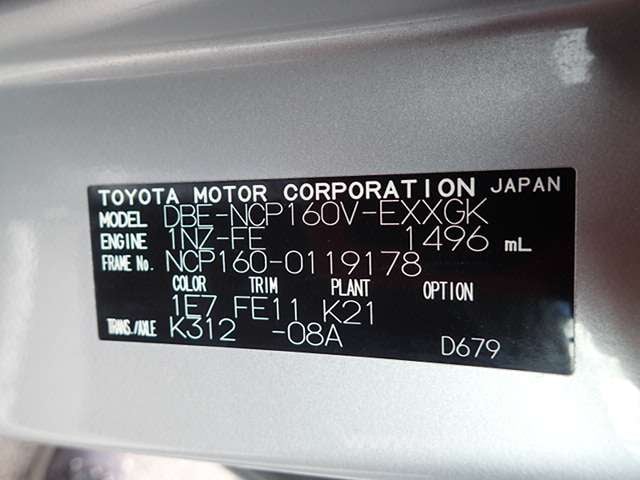 TOYOTA MOTOR CORPORATION JAPAN
MODEL DBE-NCP160V-EXXGK
ENGINE 1NZ-FE 1496 mL
FRAME No. NCP160-0119178
COLOR TRIM PLANT OPTION
1E7 FE11 K21
TRANS./AXLE K312 -08A
D679